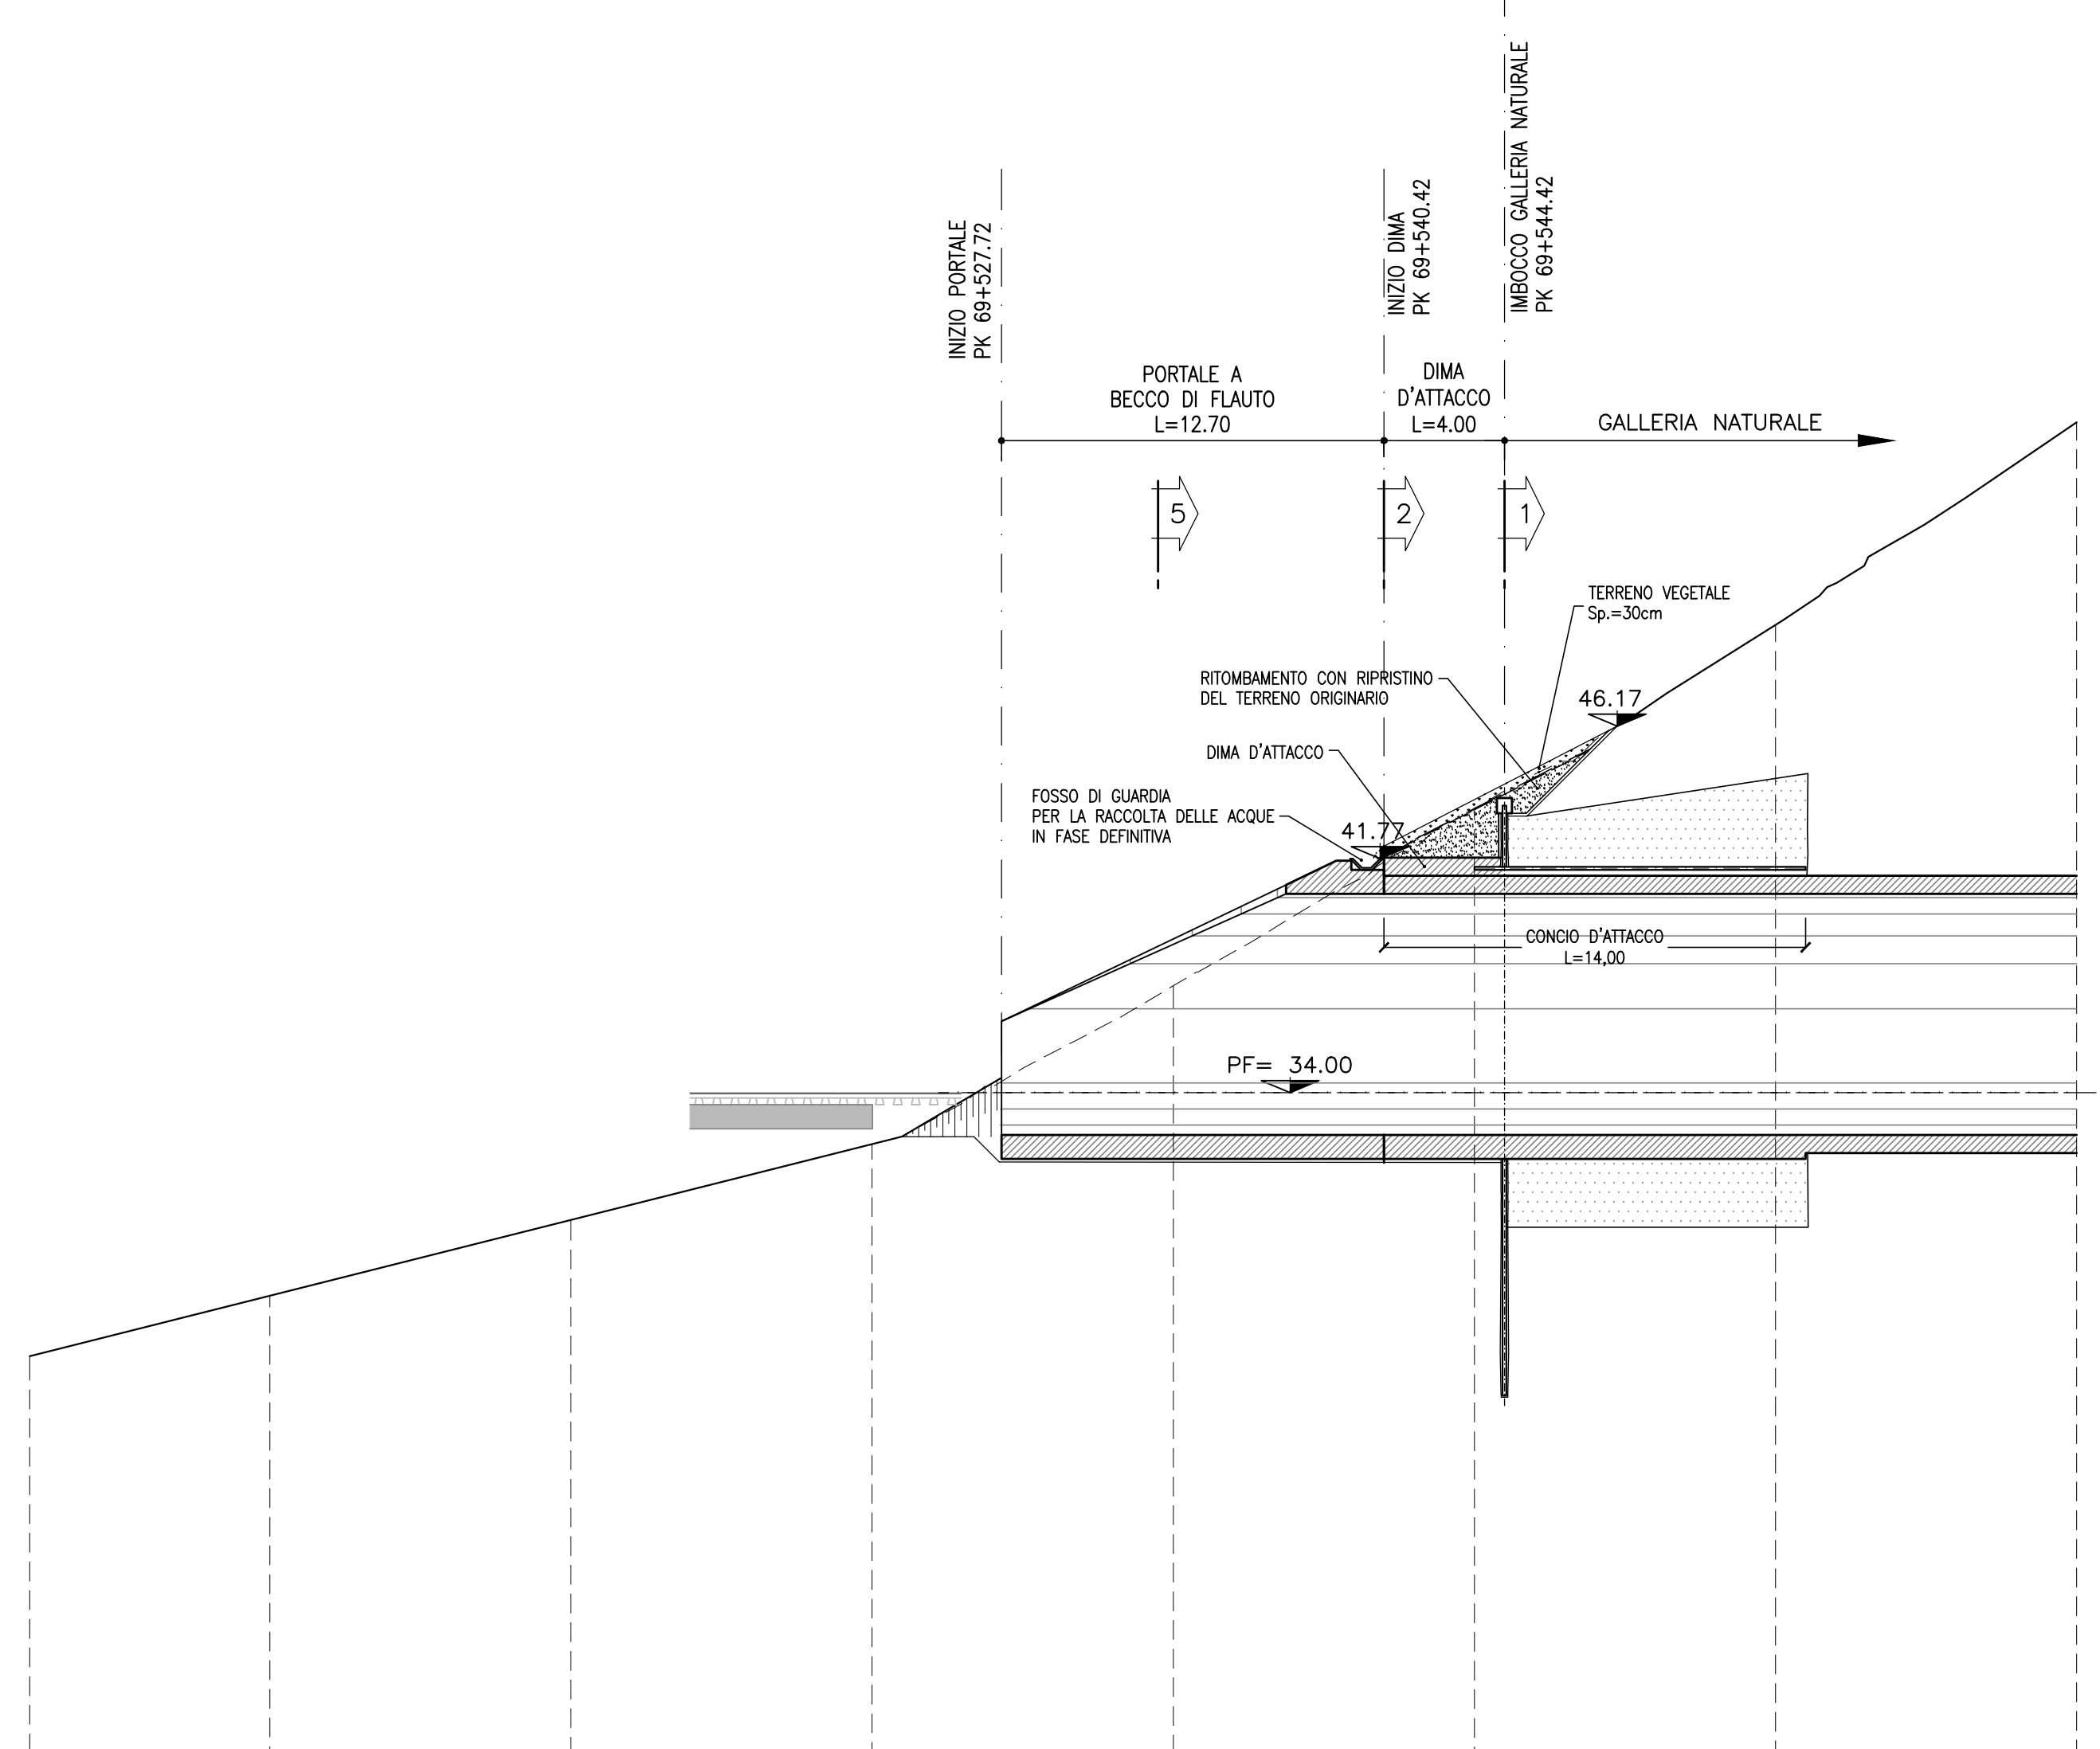 INIZIO PORTALE
PK 69+527.72
INIZIO DIMA
PK 69+540.42
IMBOCCO GALLERIA NATURALE
PK 69+544.42
PORTALE A
BECCO DI FLAUTO
L=12.70
DIMA
D'ATTACCO
L=4.00
GALLERIA NATURALE
5
2
1
TERRENO VEGETALE
Sp.=30cm
RITOMBAMENTO CON RIPRISTINO
DEL TERRENO ORIGINARIO
46.17
DIMA D'ATTACCO
FOSSO DI GUARDIA
PER LA RACCOLTA DELLE ACQUE
IN FASE DEFINITIVA
41.77
CONCIO D'ATTACCO
L=14,00
PF= 34.00